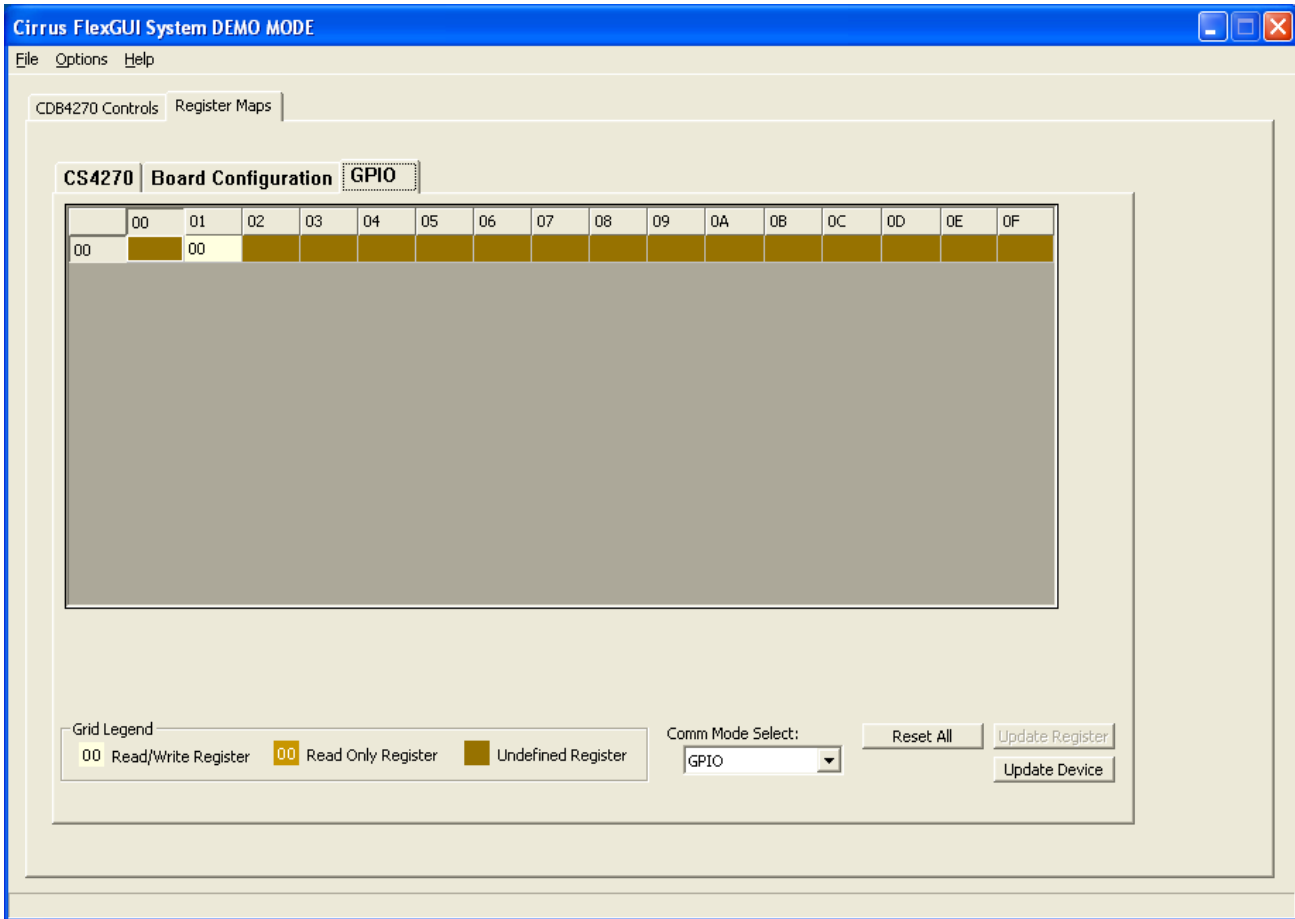 Cirrus FlexGUI System DEMO MODE
File Options Help
CDB4270 Controls Register Maps
CS4270 Board Configuration GPIO
00 01 02 03 04 05 06 07 08 09 0A 0B 0C 0D 0E 0F
00 00
Grid Legend
00 Read/Write Register 00 Read Only Register Undefined Register
Comm Mode Select:
GPIO
Reset All
Update Register
Update Device